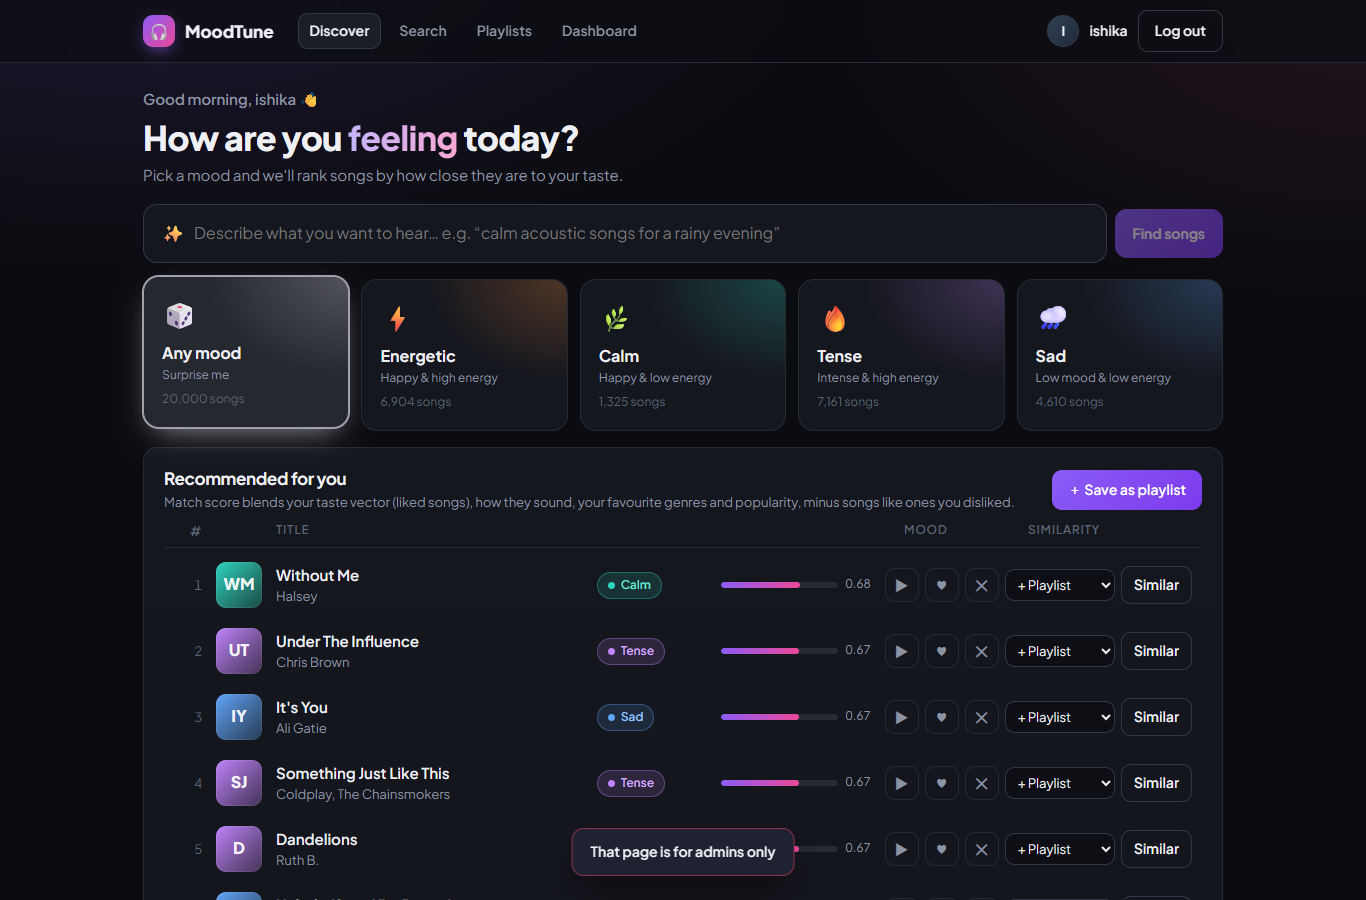 MoodTune Discover Search Playlists Dashboard I ishika Log out
Good morning, ishika 👋
How are you feeling today?
Pick a mood and we'll rank songs by how close they are to your taste.
✨ Describe what you want to hear... e.g. “calm acoustic songs for a rainy evening” Find songs
Any mood
Surprise me
20,000 songs
Energetic
Happy & high energy
6,904 songs
Calm
Happy & low energy
1,325 songs
Tense
Intense & high energy
7,161 songs
Sad
Low mood & low energy
4,610 songs
Recommended for you
Match score blends your taste vector (liked songs), how they sound, your favourite genres and popularity, minus songs like ones you disliked.
+ Save as playlist
# TITLE MOOD SIMILARITY
1 WM Without Me Calm 0.68 + Playlist Similar
Halsey
2 UT Under The Influence Tense 0.67 + Playlist Similar
Chris Brown
3 IY It's You Sad 0.67 + Playlist Similar
Ali Gatie
4 SJ Something Just Like This Tense 0.67 + Playlist Similar
Coldplay, The Chainsmokers
5 D Dandelions 0.67 + Playlist Similar
Ruth B.
That page is for admins only